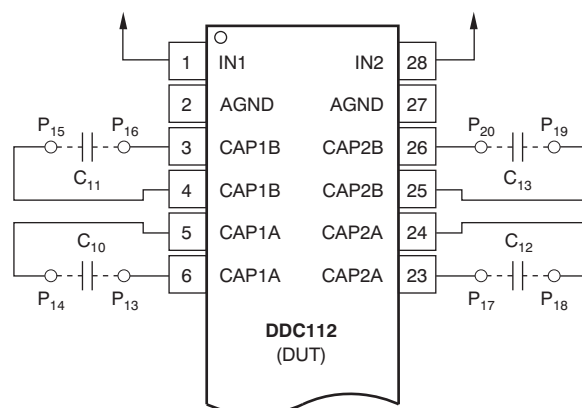 1 IN1 IN2 28
2 AGND AGND 27
P15 P16 3 CAP1B CAP2B 26 P20 P19
C11 C13
4 CAP1B CAP2B 25
5 CAP1A CAP2A 24
C10 C12
P14 P13 6 CAP1A CAP2A 23 P17 P18
DDC112
(DUT)